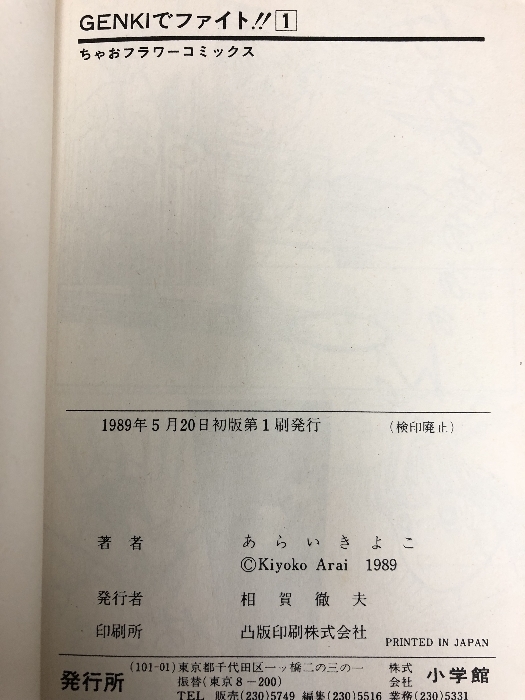 GENKIでファイト!! 1
ちゃおフラワーコミックス
1989年5月20日初版第1刷発行 (検印廃止)
著者 あらいきよこ
©Kiyoko Arai 1989
発行者 相賀徹夫
印刷所 凸版印刷株式会社
PRINTED IN JAPAN
発行所 (101-01)東京都千代田区一ッ橋二の三の一 株式会社 小学館
振替(東京8-200)
TEL 販売(230)5749 編集(230)5516 業務(230)5331